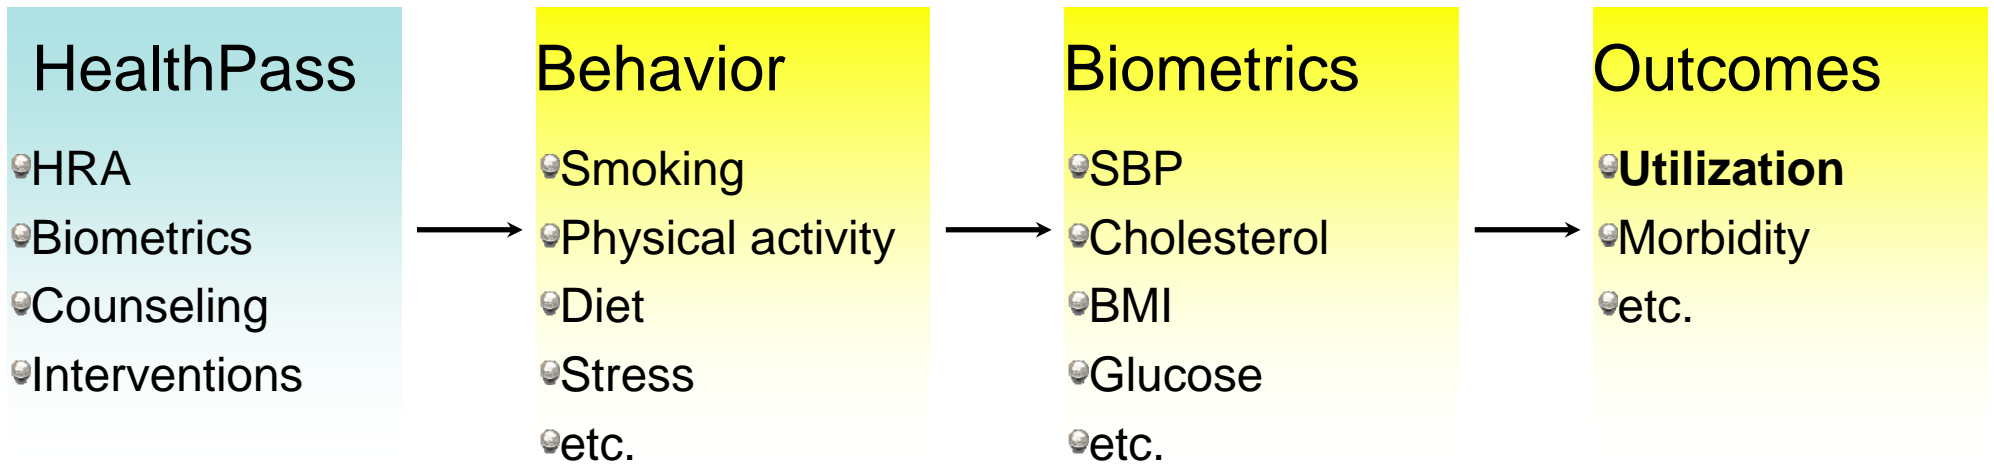 HealthPass
HRA
Biometrics
Counseling
Interventions
Behavior
Smoking
Physical activity
Diet
Stress
etc.
Biometrics
SBP
Cholesterol
BMI
Glucose
etc.
Outcomes
Utilization
Morbidity
etc.